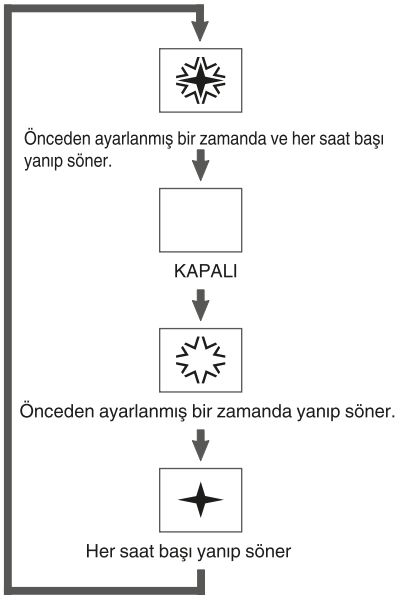 Önceden ayarlanmış bir zamanda ve her saat başı
yanıp söner.
KAPALI
Önceden ayarlanmış bir zamanda yanıp söner.
Her saat başı yanıp söner